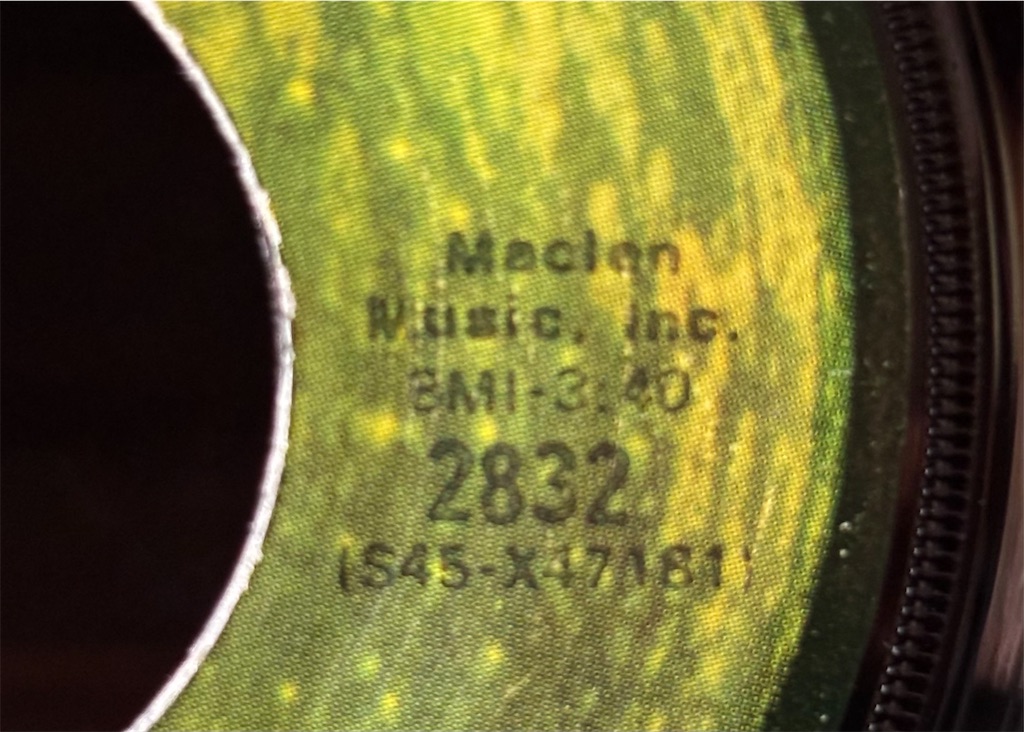 Maclen
Music, Inc.
BMI-3:40
2832
(S45-X47181)